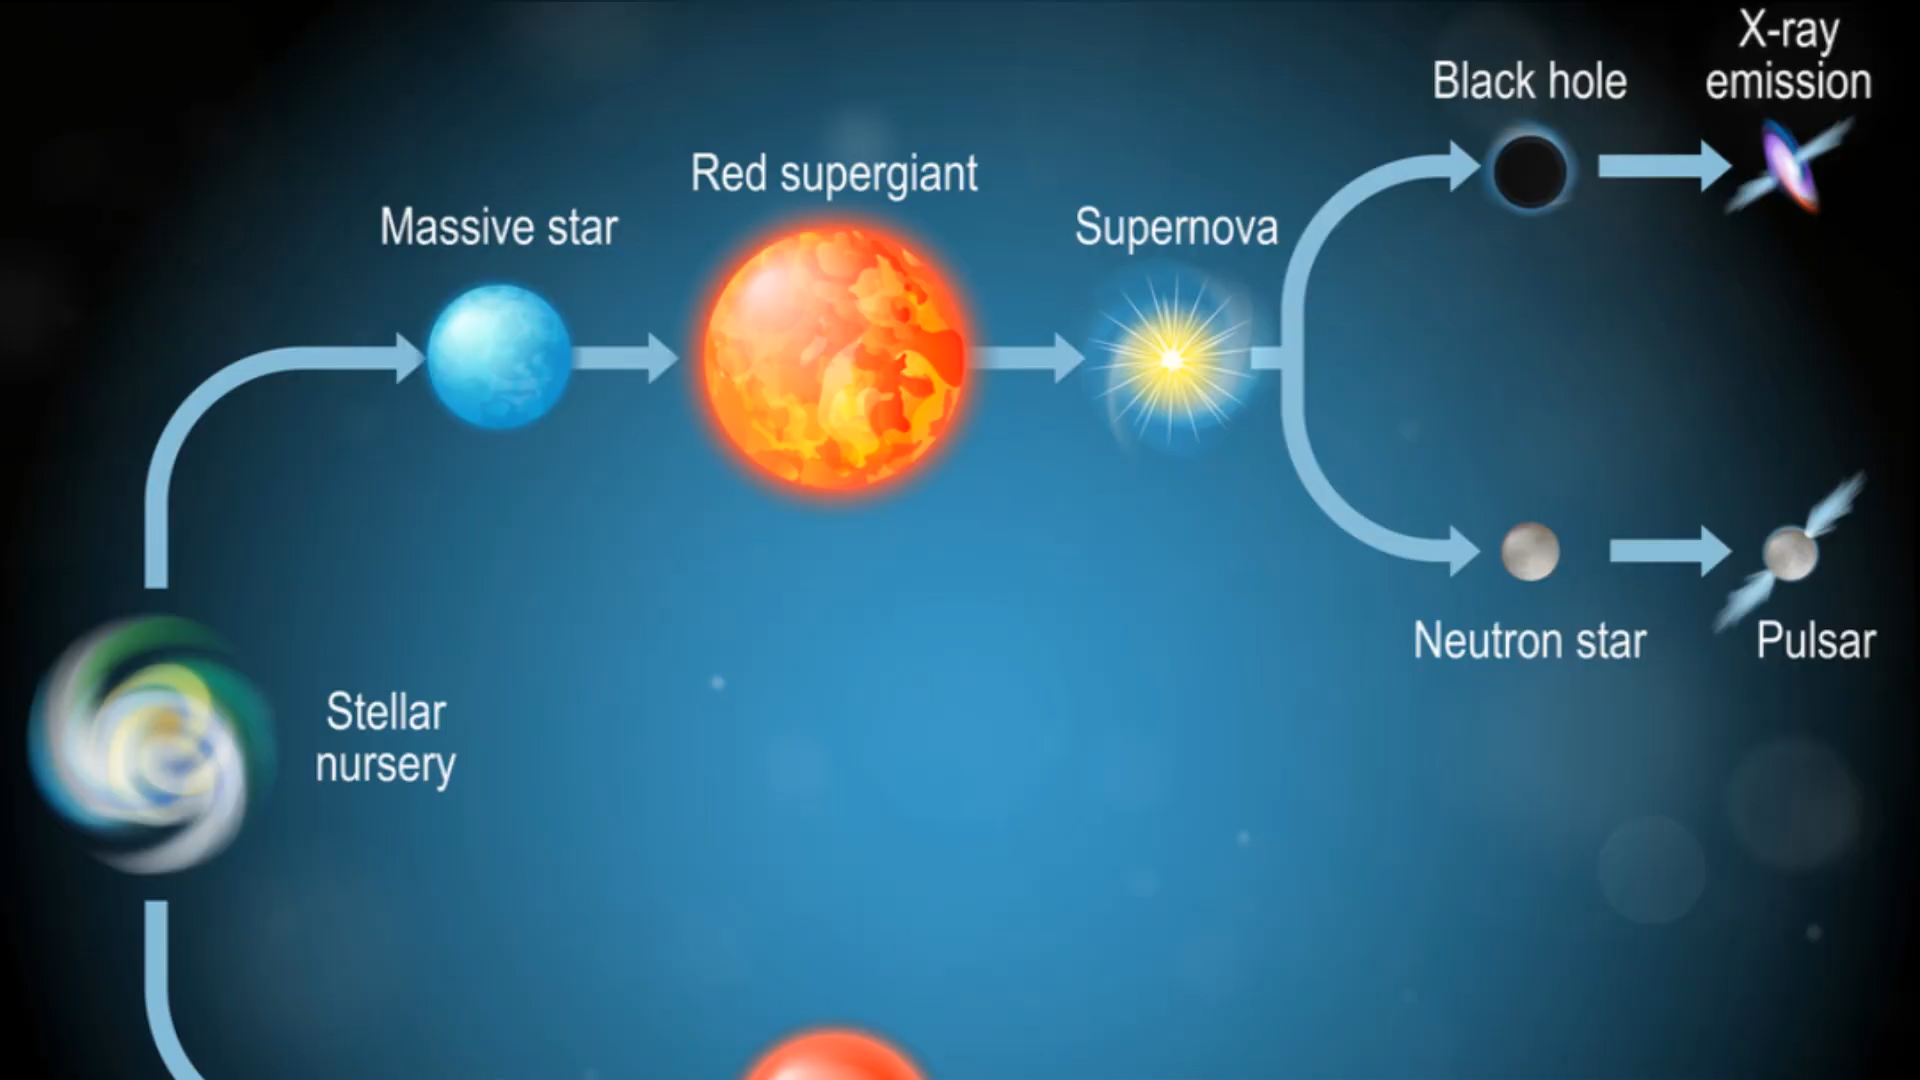 X-ray
emission
Black hole
Red supergiant
Massive star
Supernova
Neutron star
Pulsar
Stellar
nursery